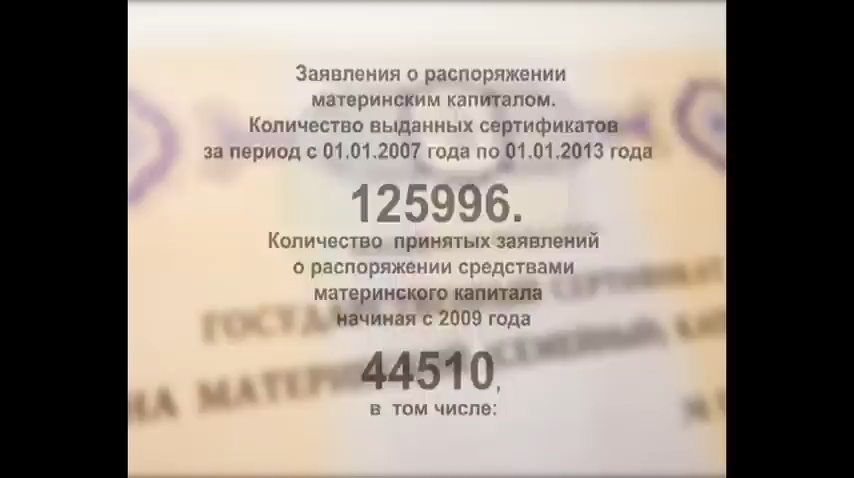 Заявления о распоряжении
материнским капиталом.
Количество выданных сертификатов
за период с 01.01.2007 года по 01.01.2013 года
125996.
Количество принятых заявлений
о распоряжении средствами
материнского капитала
начиная с 2009 года
44510,
в том числе: